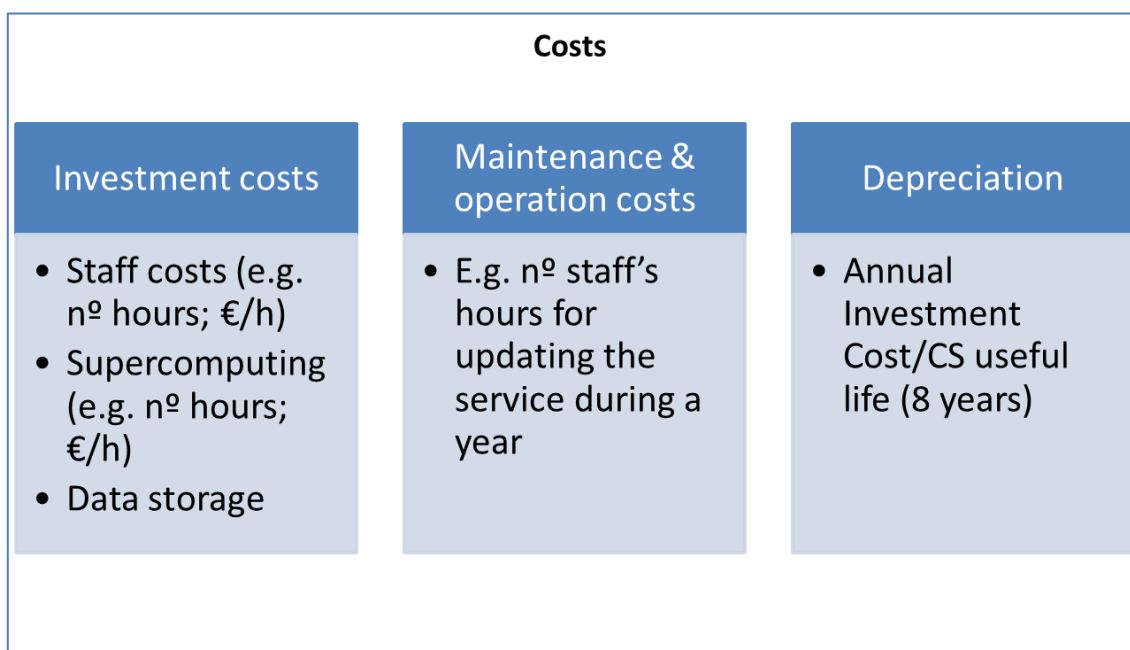 Costs
Investment costs
• Staff costs (e.g.
nº hours; €/h)
• Supercomputing
(e.g. nº hours;
€/h)
• Data storage
Maintenance &
operation costs
• E.g. nº staff’s
hours for
updating the
service during a
year
Depreciation
• Annual
Investment
Cost/CS useful
life (8 years)